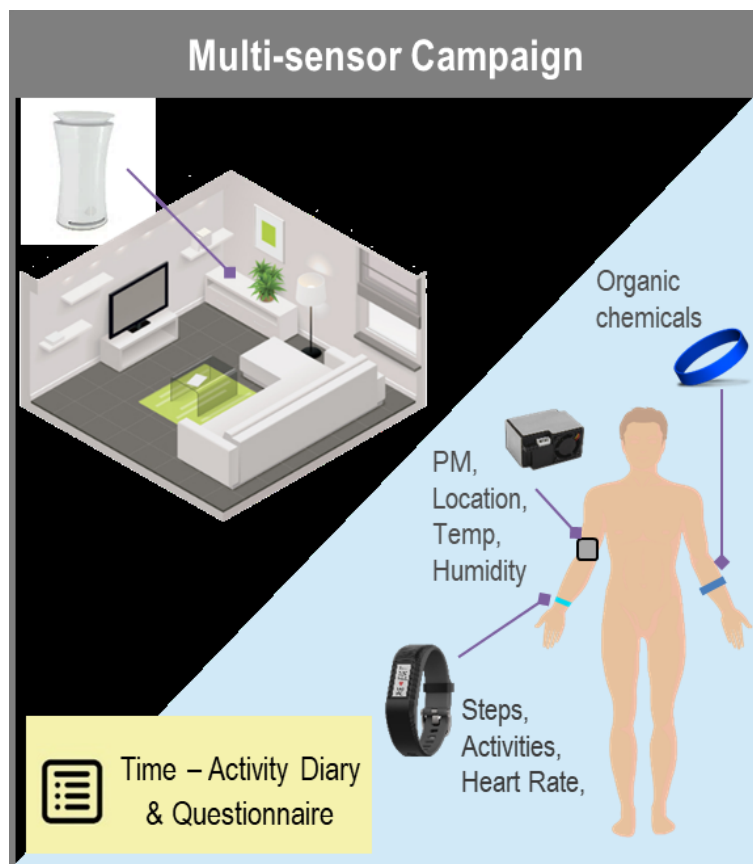 Multi-sensor Campaign
Organic
chemicals
PM,
Location,
Temp,
Humidity
Steps,
Activities,
Heart Rate,
Time – Activity Diary
& Questionnaire